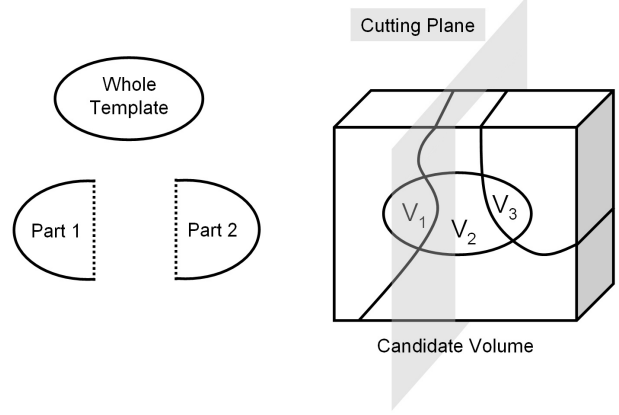 Cutting Plane
Whole
Template
Part 1
Part 2
V1
V2
V3
Candidate Volume